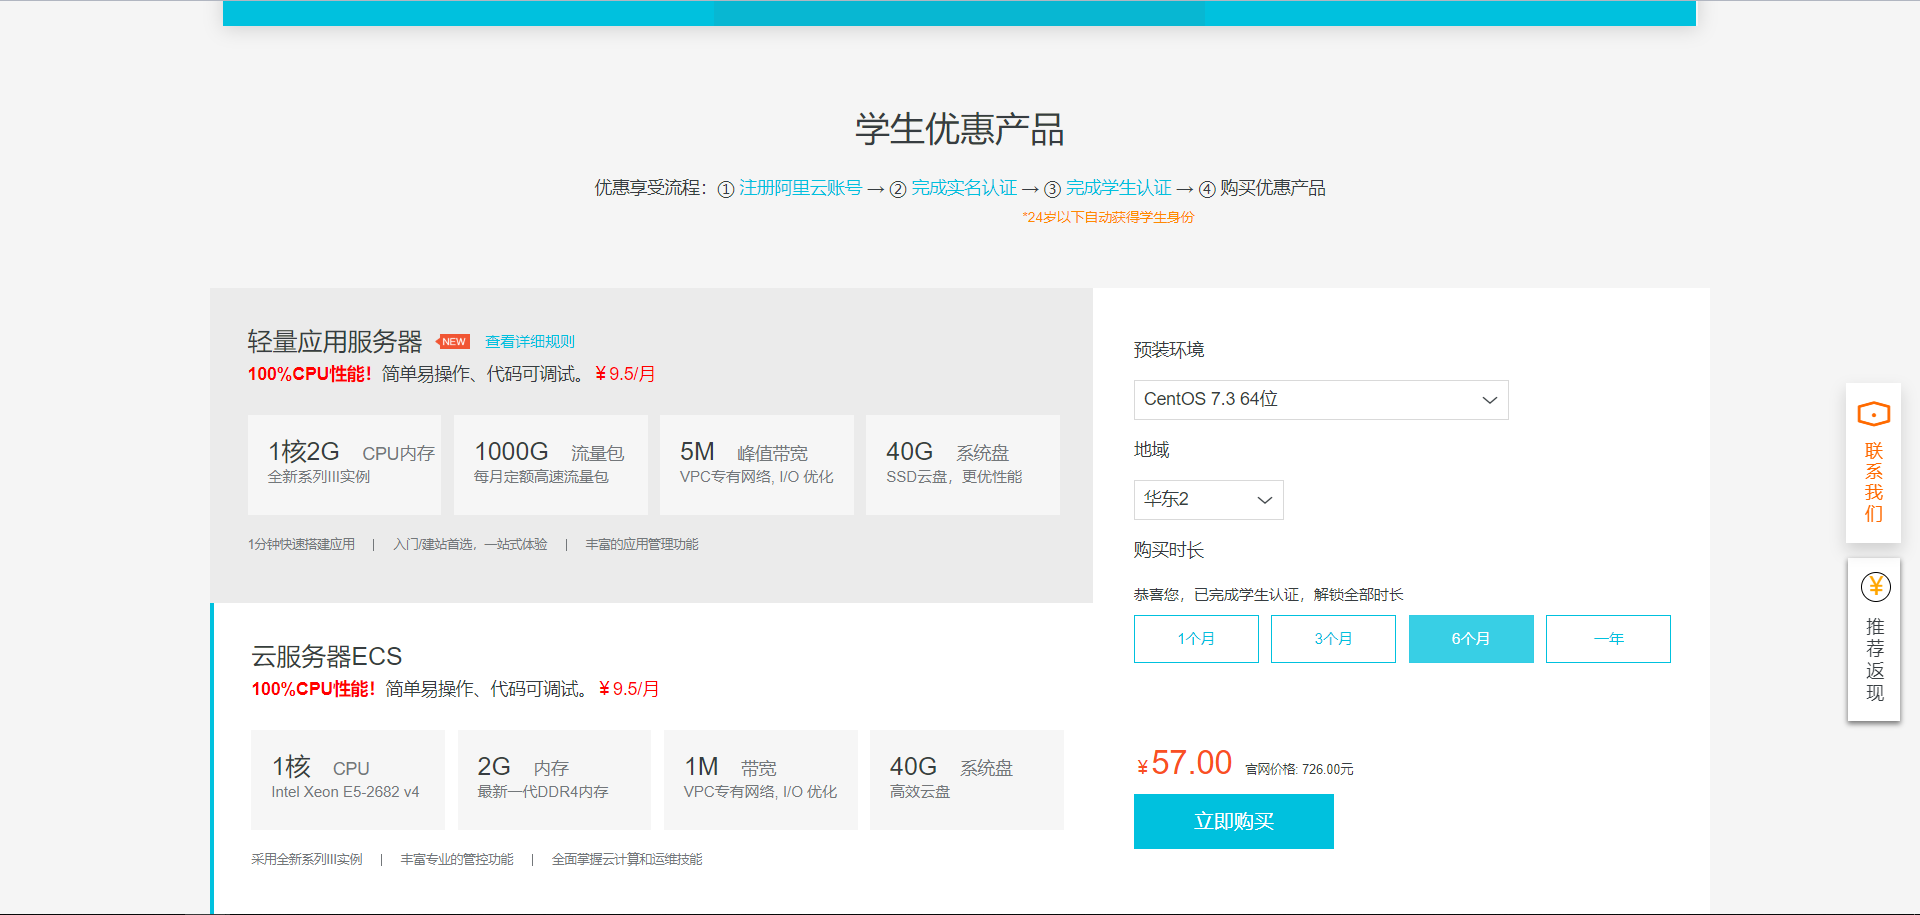 学生优惠产品
优惠享受流程：① 注册阿里云账号 → ② 完成实名认证 → ③ 完成学生认证 → ④ 购买优惠产品
*24岁以下自动获得学生身份
轻量应用服务器 NEW 查看详细规则
100%CPU性能！简单易操作、代码可调试。￥9.5/月
1核2G CPU内存
全新系列III实例
1000G 流量包
每月定额高速流量包
5M 峰值带宽
VPC专有网络, I/O 优化
40G 系统盘
SSD云盘，更优性能
1分钟快速搭建应用 | 入门/建站首选，一站式体验 | 丰富的应用管理功能
云服务器ECS
100%CPU性能！简单易操作、代码可调试。￥9.5/月
1核 CPU
Intel Xeon E5-2682 v4
2G 内存
最新一代DDR4内存
1M 带宽
VPC专有网络, I/O 优化
40G 系统盘
高效云盘
采用全新系列III实例 | 丰富专业的管控功能 | 全面掌握云计算和运维技能
预装环境
CentOS 7.3 64位
地域
华东2
购买时长
恭喜您，已完成学生认证，解锁全部时长
1个月 3个月 6个月 一年
￥57.00 官网价格: 726.00元
立即购买
联系我们
￥
推荐返现